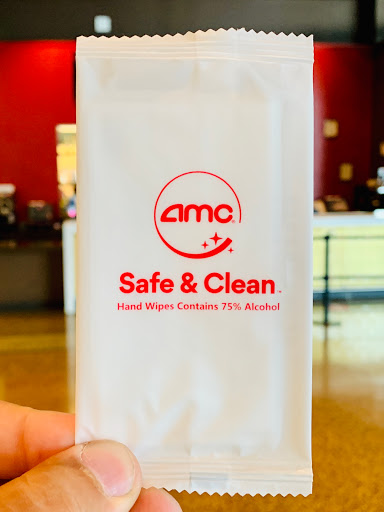 amc
Safe & Clean
Hand Wipes Contains 75% Alcohol